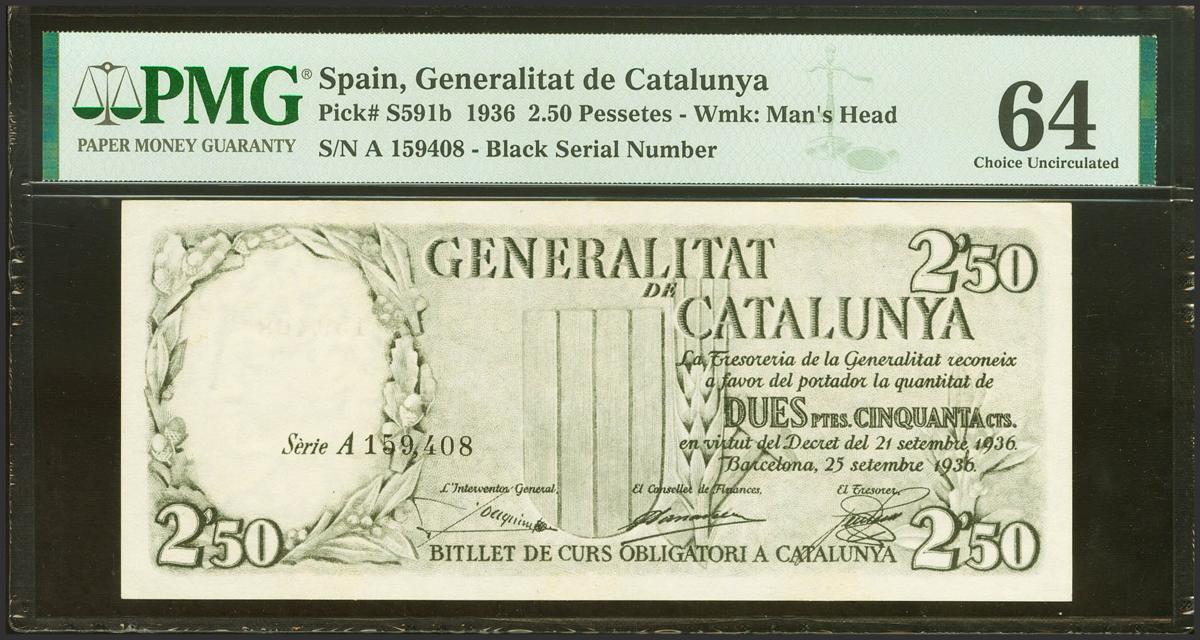 PMG®
PAPER MONEY GUARANTY
Spain, Generalitat de Catalunya
Pick# S591b 1936 2.50 Pessetes - Wmk: Man's Head
S/N A 159408 - Black Serial Number
64
Choice Uncirculated
GENERALITAT
DE
CATALUNYA
2'50
La Tresoreria de la Generalitat reconeix
a favor del portador la quantitat de
DUES PTES. CINQUANTA CTS.
en virtut del Decret del 21 setembre 1936.
Barcelona, 25 setembre 1936.
Sèrie A 159,408
L'Interventor General,
El Conseller de Finances,
El Tresorer,
2'50
BITLLET DE CURS OBLIGATORI A CATALUNYA
2'50